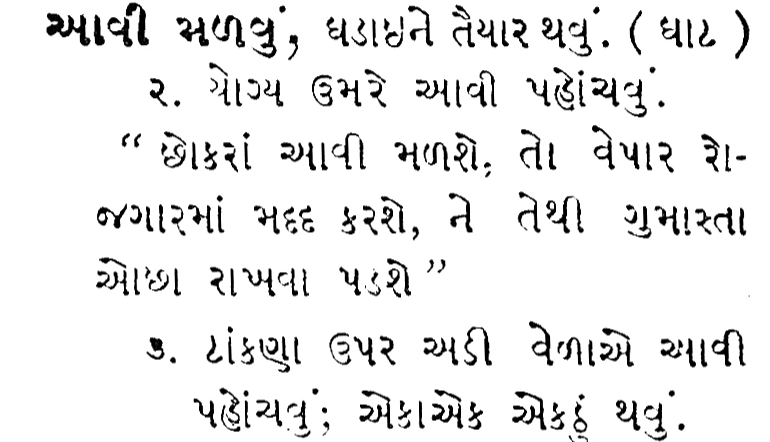 આવી મળવું, ઘડાઇને તૈયાર થવું. ( ઘાટ )
૨. યોગ્ય ઉમરે આવી પહોંચવું.
“ છોકરાં આવી મળશે, તો વેપાર રો-
જગારમાં મદદ કરશે, ને તેથી ગુમાસ્તા
ઓછા રાખવા પડશે ”
૩. ટાંકણા ઉપર અડી વેળાએ આવી
પહોંચવું; એકાએક એકઠું થવું.